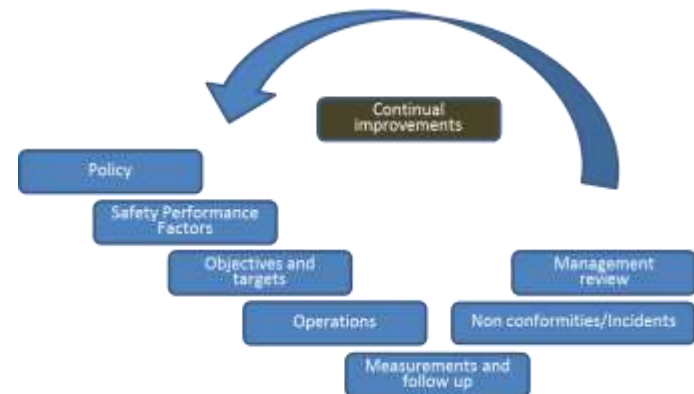 Continual
improvements
Policy
Safety Performance
Factors
Objectives and
targets
Management
review
Operations
Non conformities/Incidents
Measurements and
follow up